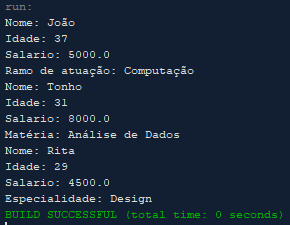 run:
Nome: João
Idade: 37
Salario: 5000.0
Ramo de atuação: Computação
Nome: Tonho
Idade: 31
Salario: 8000.0
Matéria: Análise de Dados
Nome: Rita
Idade: 29
Salario: 4500.0
Especialidade: Design
BUILD SUCCESSFUL (total time: 0 seconds)